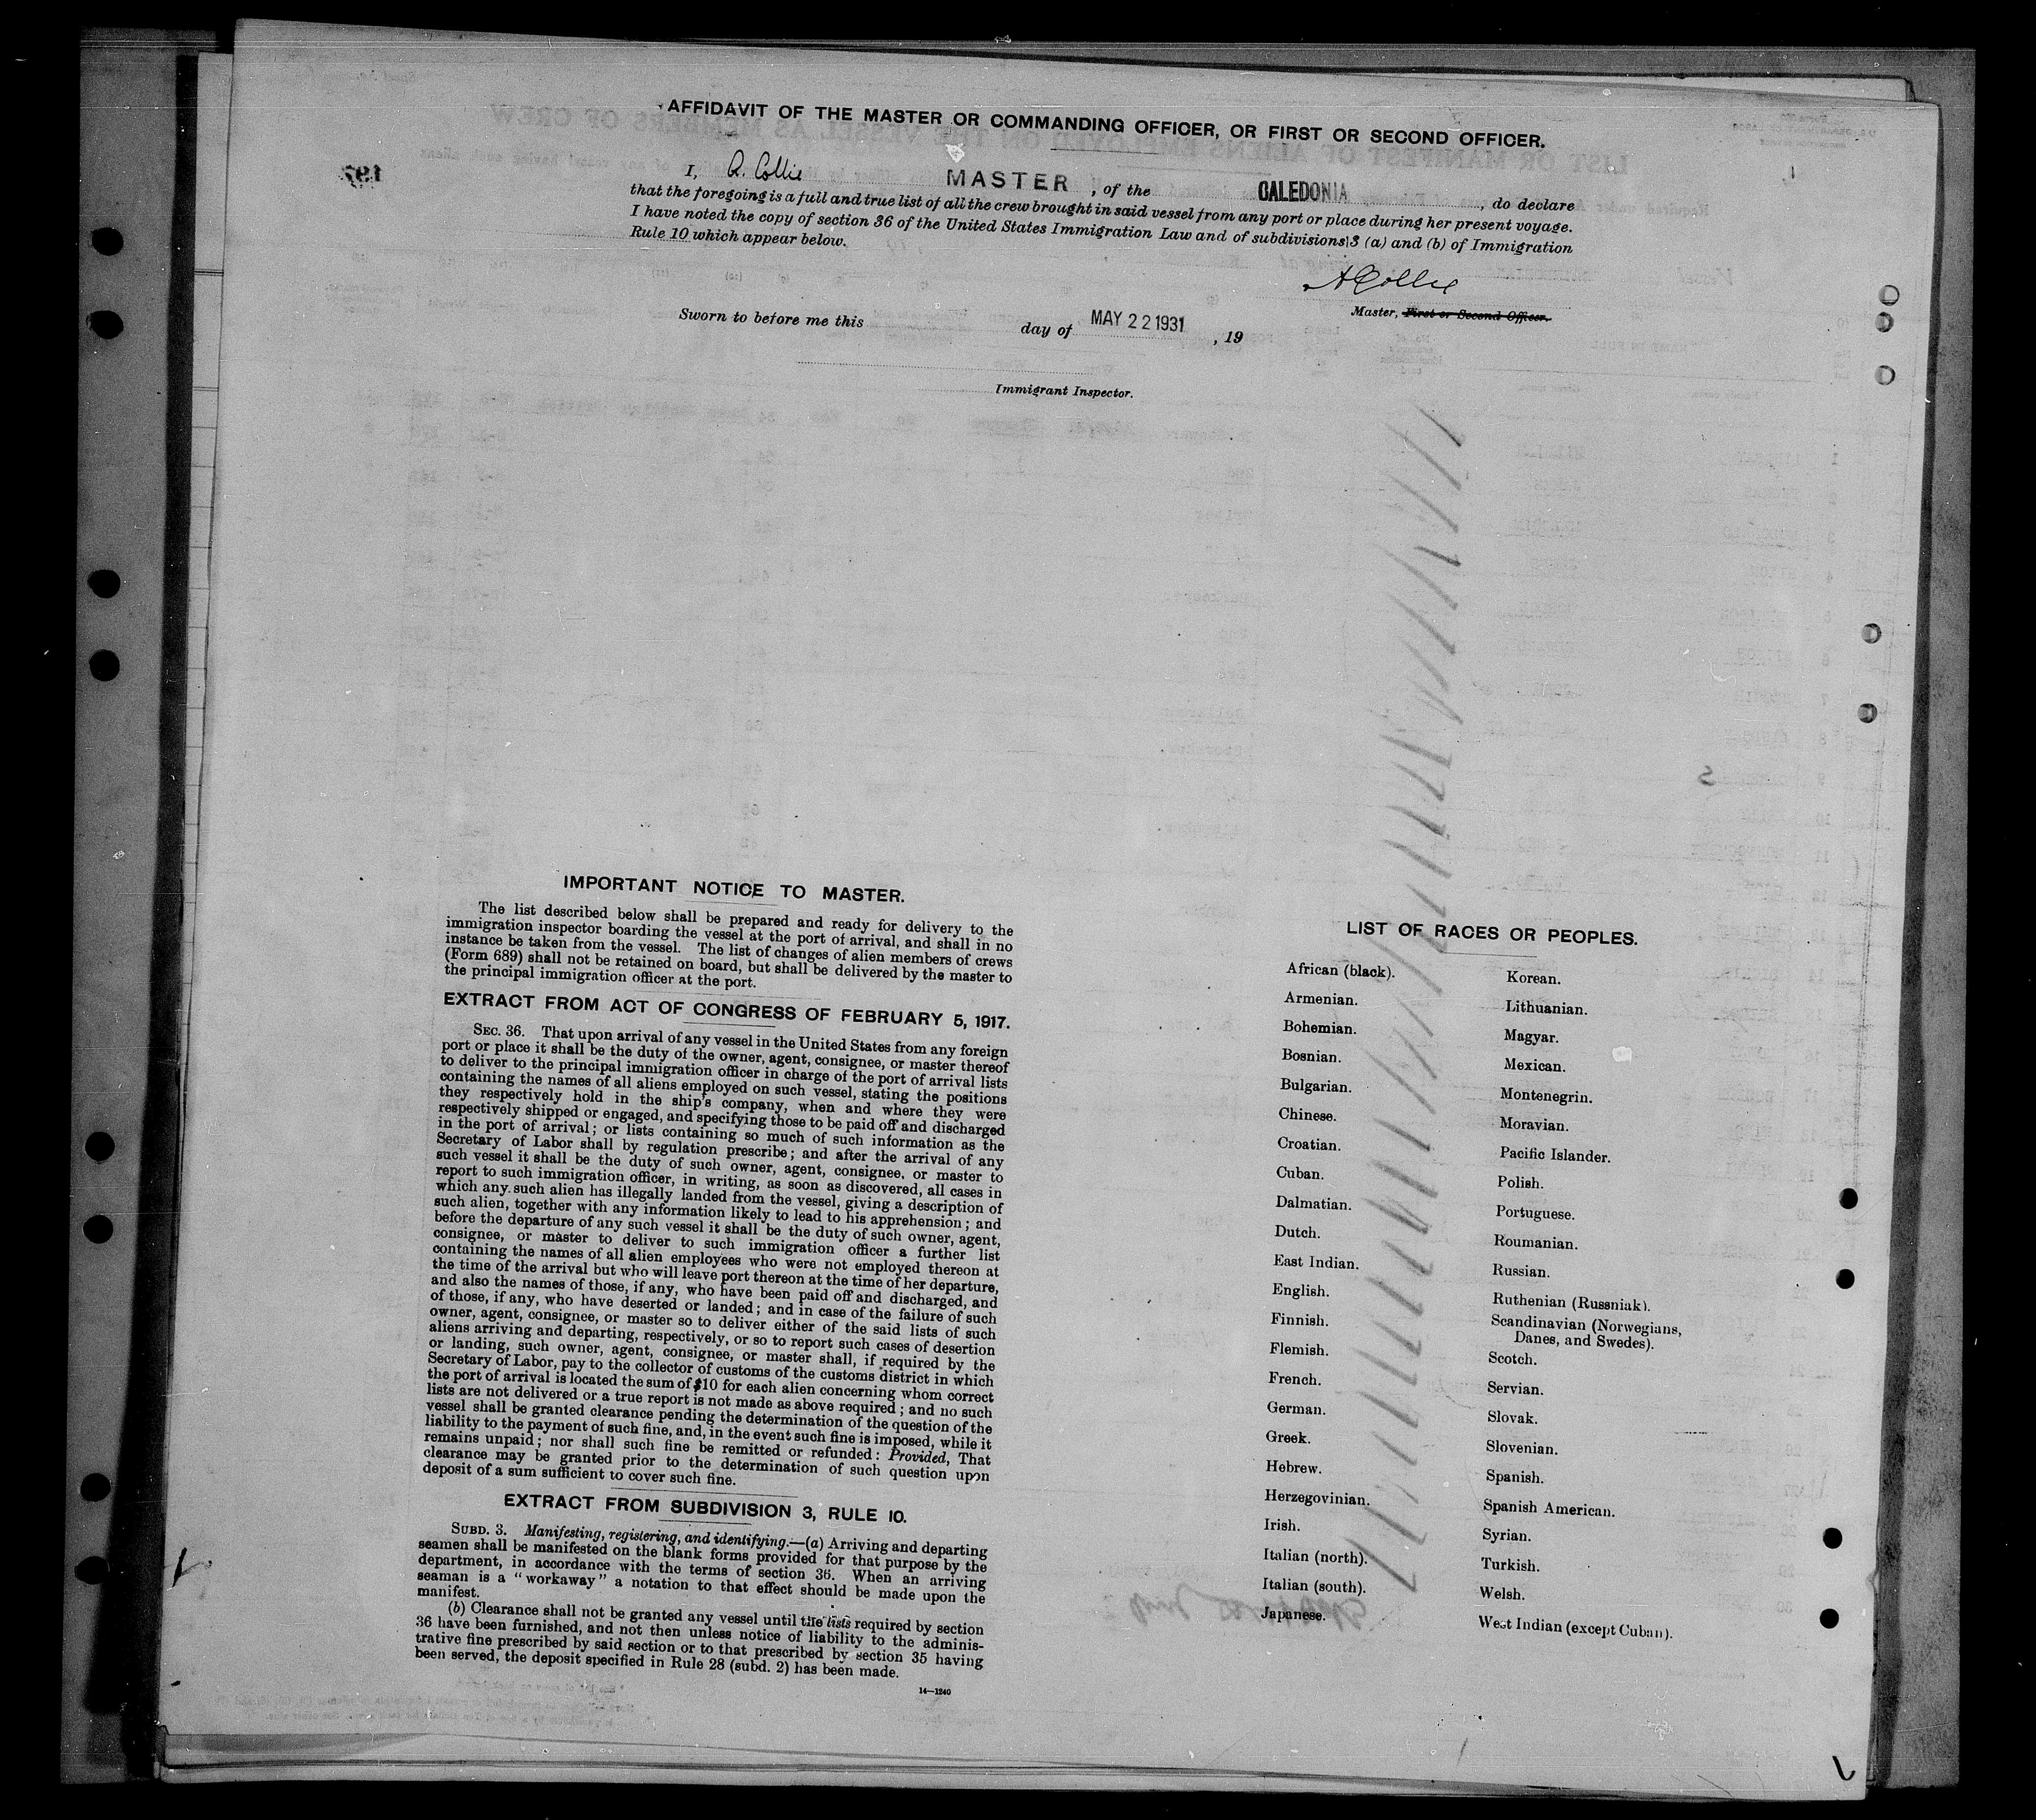 AFFIDAVIT OF THE MASTER OR COMMANDING OFFICER, OR FIRST OR SECOND OFFICER.
I, A. Collie MASTER, of the CALEDONIA, do declare
that the foregoing is a full and true list of all the crew brought in said vessel from any port or place during her present voyage.
I have noted the copy of section 36 of the United States Immigration Law and of subdivisions 3 (a) and (b) of Immigration
Rule 10 which appear below.
A Collie
Master, First or Second Officer.
Sworn to before me this day of MAY 22 1931, 19
Immigrant Inspector.
IMPORTANT NOTICE TO MASTER.
The list described below shall be prepared and ready for delivery to the
immigration inspector boarding the vessel at the port of arrival, and shall in no
instance be taken from the vessel. The list of changes of alien members of crews
(Form 689) shall not be retained on board, but shall be delivered by the master to
the principal immigration officer at the port.
EXTRACT FROM ACT OF CONGRESS OF FEBRUARY 5, 1917.
SEC. 36. That upon arrival of any vessel in the United States from any foreign
port or place it shall be the duty of the owner, agent, consignee, or master thereof
to deliver to the principal immigration officer in charge of the port of arrival lists
containing the names of all aliens employed on such vessel, stating the positions
they respectively hold in the ship's company, when and where they were
respectively shipped or engaged, and specifying those to be paid off and discharged
in the port of arrival; or lists containing so much of such information as the
Secretary of Labor shall by regulation prescribe; and after the arrival of any
such vessel it shall be the duty of such owner, agent, consignee, or master to
report to such immigration officer, in writing, as soon as discovered, all cases in
which any such alien has illegally landed from the vessel, giving a description of
such alien, together with any information likely to lead to his apprehension; and
before the departure of any such vessel it shall be the duty of such owner, agent,
consignee, or master to deliver to such immigration officer a further list
containing the names of all alien employees who were not employed thereon at
the time of the arrival but who will leave port thereon at the time of her departure,
and also the names of those, if any, who have been paid off and discharged, and
of those, if any, who have deserted or landed; and in case of the failure of such
owner, agent, consignee, or master so to deliver either of the said lists of such
aliens arriving and departing, respectively, or so to report such cases of desertion
or landing, such owner, agent, consignee, or master shall, if required by the
Secretary of Labor, pay to the collector of customs of the customs district in which
the port of arrival is located the sum of $10 for each alien concerning whom correct
lists are not delivered or a true report is not made as above required; and no such
vessel shall be granted clearance pending the determination of the question of the
liability to the payment of such fine, and, in the event such fine is imposed, while it
remains unpaid; nor shall such fine be remitted or refunded: Provided, That
clearance may be granted prior to the determination of such question upon
deposit of a sum sufficient to cover such fine.
EXTRACT FROM SUBDIVISION 3, RULE 10.
SUBD. 3. Manifesting, registering, and identifying.—(a) Arriving and departing
seamen shall be manifested on the blank forms provided for that purpose by the
department, in accordance with the terms of section 36. When an arriving
seaman is a "workaway" a notation to that effect should be made upon the
manifest.
(b) Clearance shall not be granted any vessel until the lists required by section
36 have been furnished, and not then unless notice of liability to the adminis-
trative fine prescribed by said section or to that prescribed by section 35 having
been served, the deposit specified in Rule 28 (subd. 2) has been made.
14—1240
LIST OF RACES OR PEOPLES.
African (black).
Armenian.
Bohemian.
Bosnian.
Bulgarian.
Chinese.
Croatian.
Cuban.
Dalmatian.
Dutch.
East Indian.
English.
Finnish.
Flemish.
French.
German.
Greek.
Hebrew.
Herzegovinian.
Irish.
Italian (north).
Italian (south).
Japanese.
Korean.
Lithuanian.
Magyar.
Mexican.
Montenegrin.
Moravian.
Pacific Islander.
Polish.
Portuguese.
Roumanian.
Russian.
Ruthenian (Russniak).
Scandinavian (Norwegians,
Danes, and Swedes).
Scotch.
Servian.
Slovak.
Slovenian.
Spanish.
Spanish American.
Syrian.
Turkish.
Welsh.
West Indian (except Cuban).